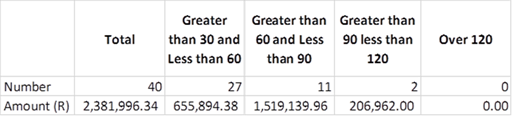 Total Greater than 30 and Less than 60 Greater than 60 and Less than 90 Greater than 90 less than 120 Over 120
Number 40 27 11 2 0
Amount (R) 2,381,996.34 655,894.38 1,519,139.96 206,962.00 0.00